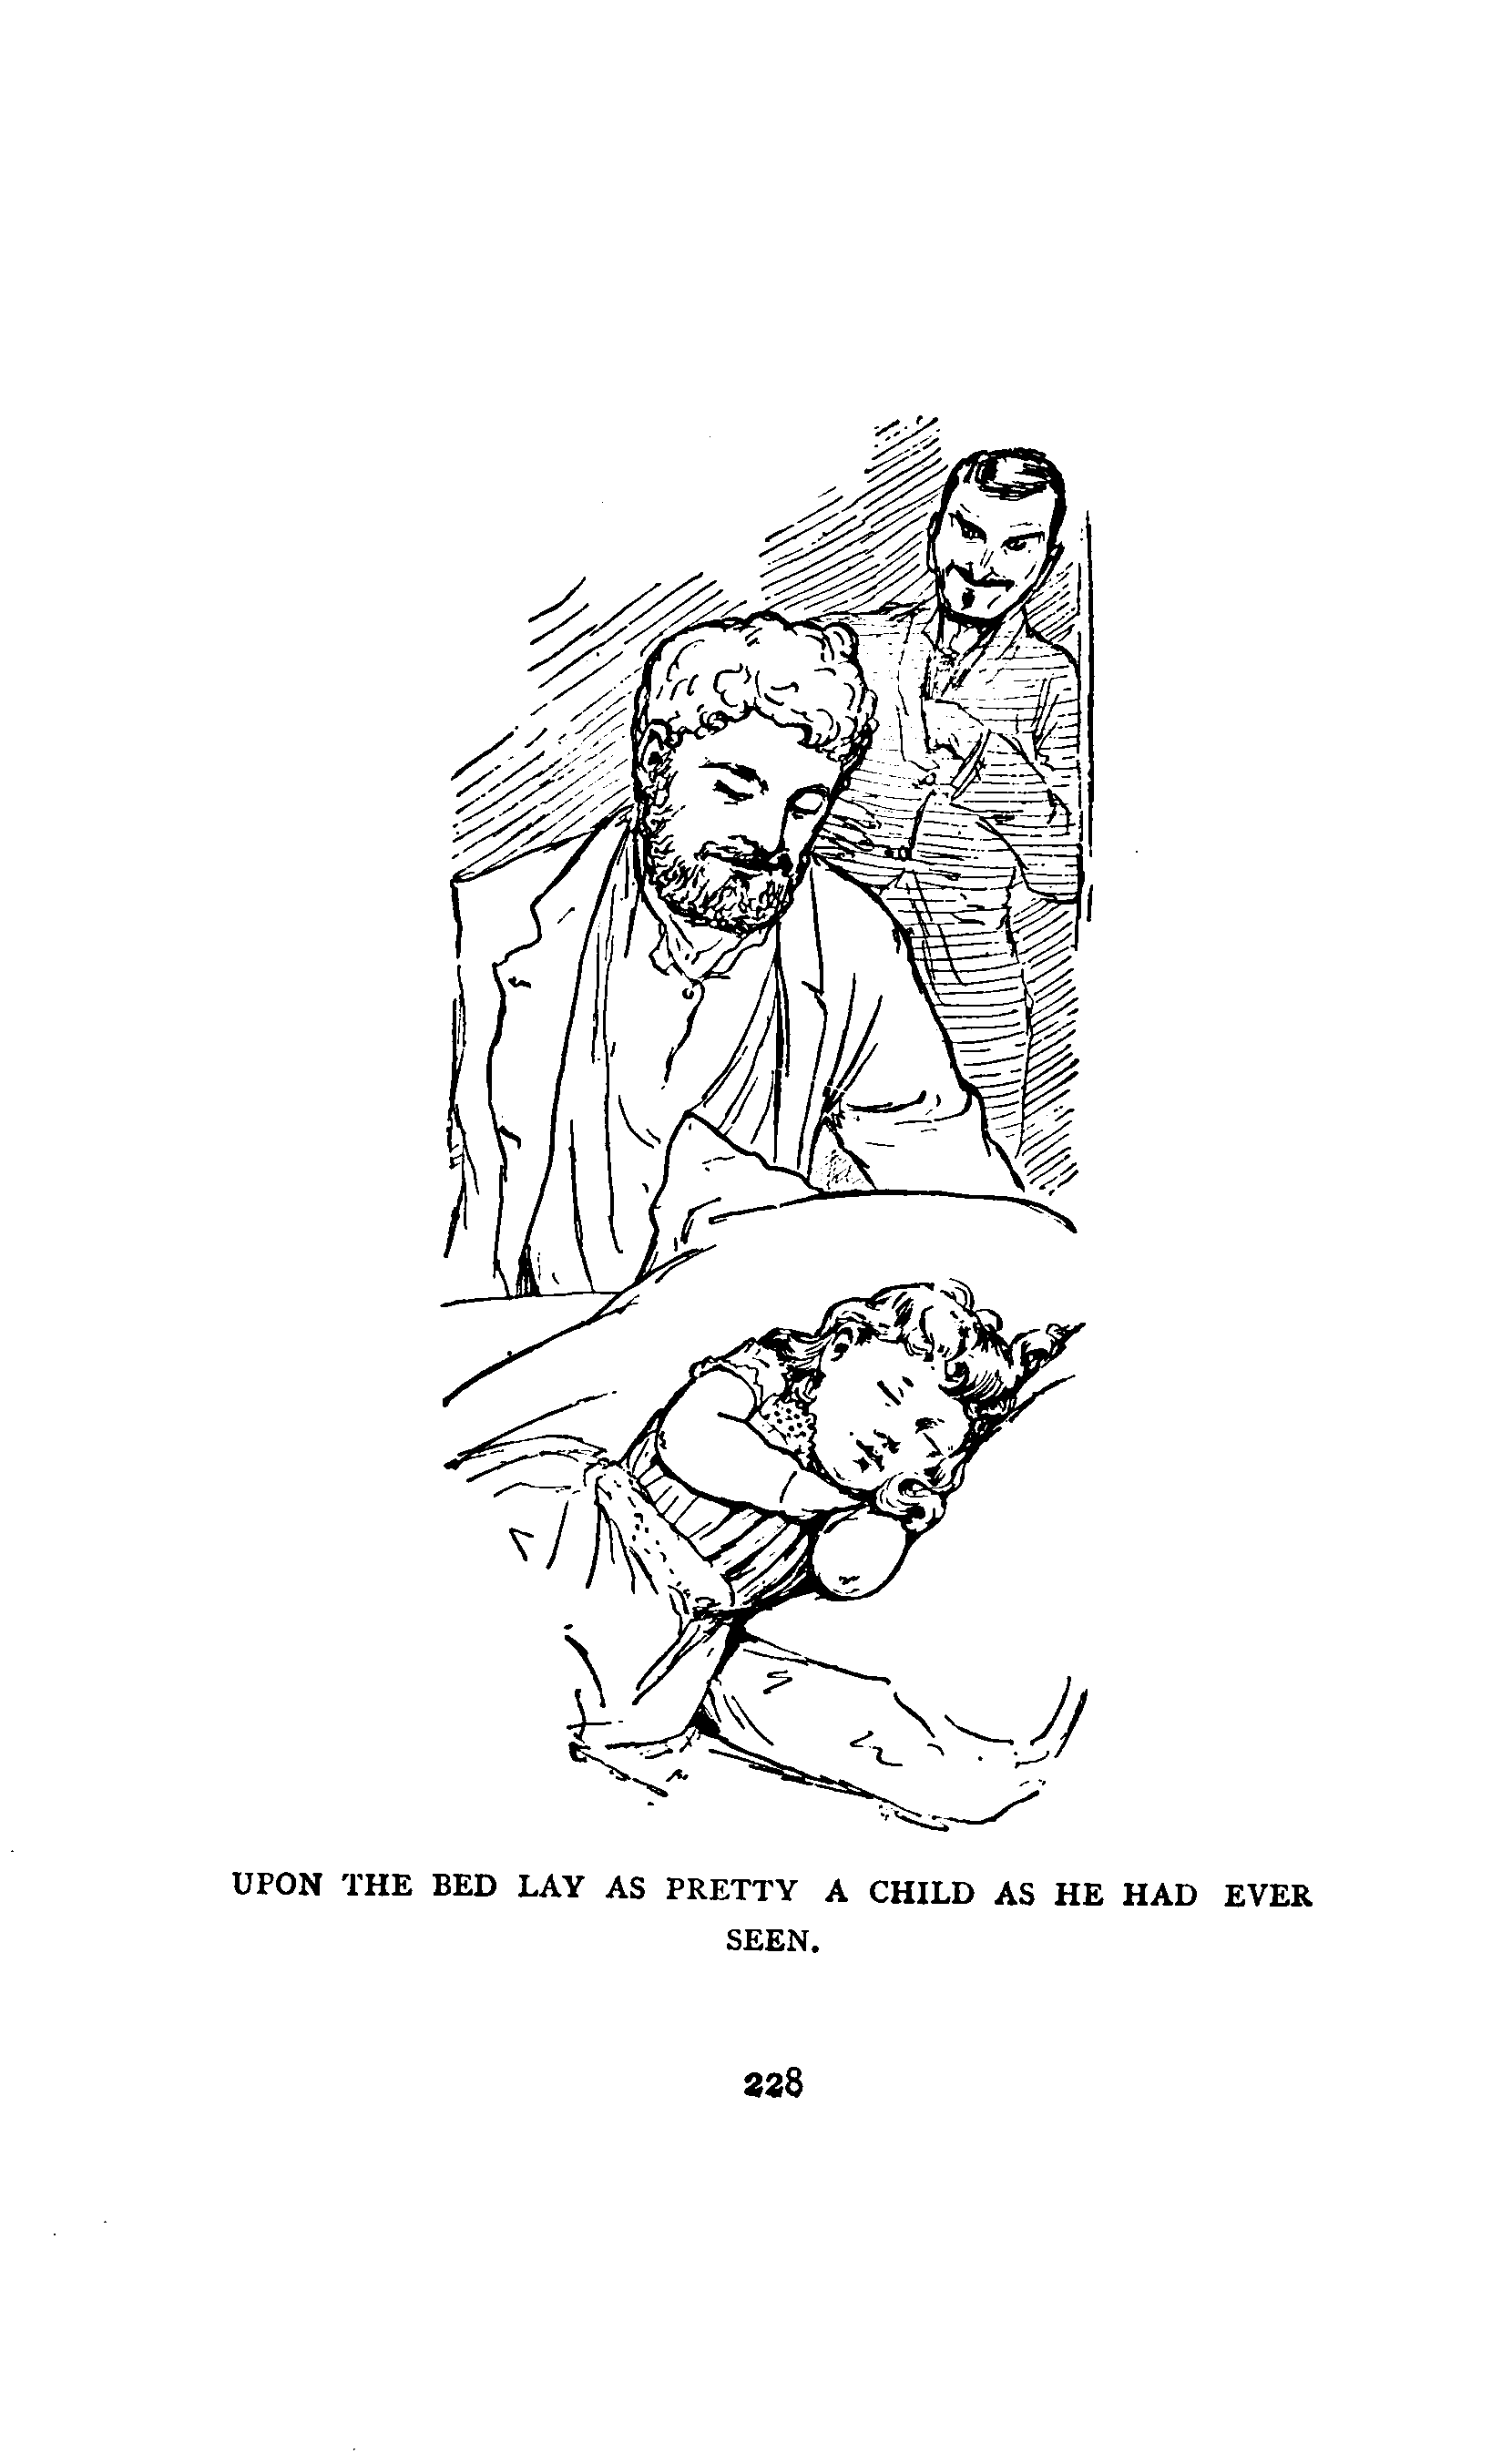 UPON THE BED LAY AS PRETTY A CHILD AS HE HAD EVER
SEEN.
228